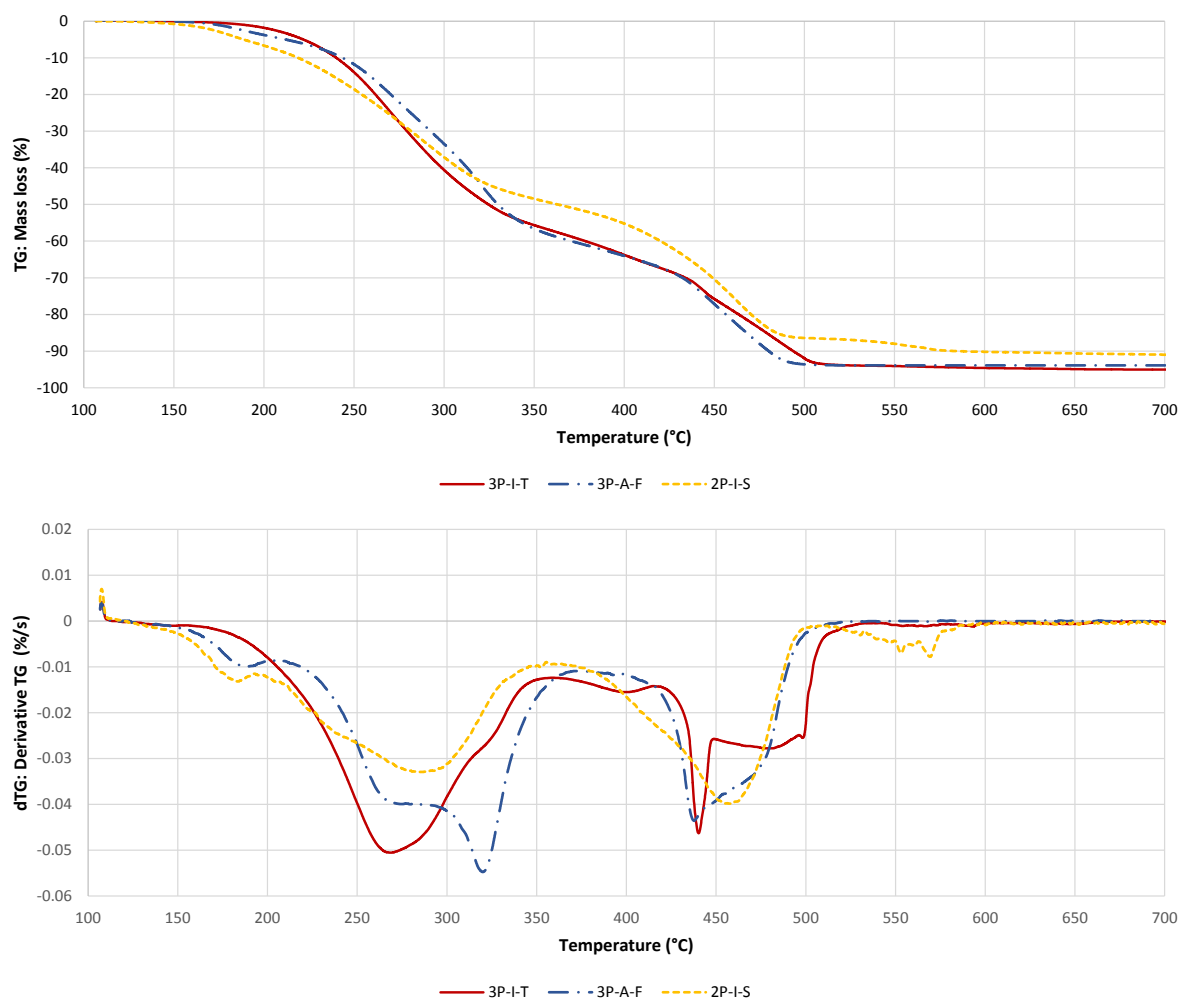 TG: Mass loss (%)
0
-10
-20
-30
-40
-50
-60
-70
-80
-90
-100
100 150 200 250 300 350 400 450 500 550 600 650 700
Temperature (°C)
3P-I-T 3P-A-F 2P-I-S
dTG: Derivative TG (%/s)
0.02
0.01
0
-0.01
-0.02
-0.03
-0.04
-0.05
-0.06
100 150 200 250 300 350 400 450 500 550 600 650 700
Temperature (°C)
3P-I-T 3P-A-F 2P-I-S